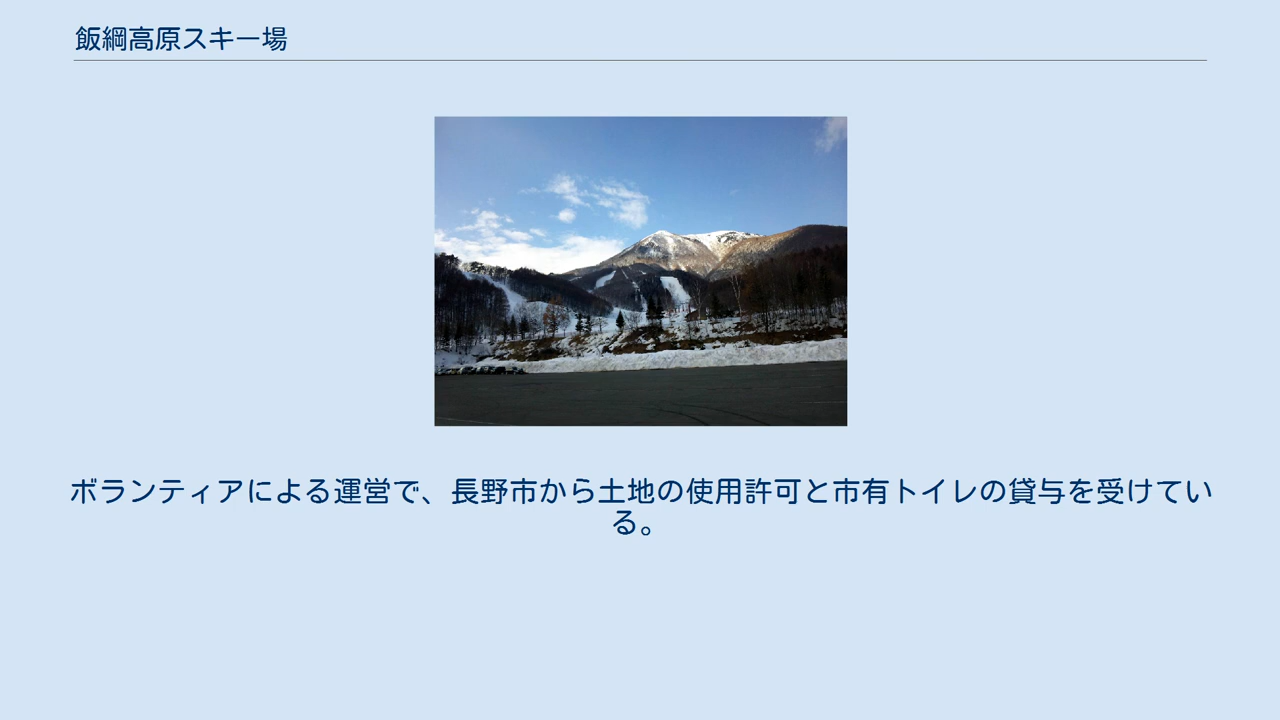 飯綱高原スキー場
ボランティアによる運営で、長野市から土地の使用許可と市有トイレの貸与を受けてい
る。